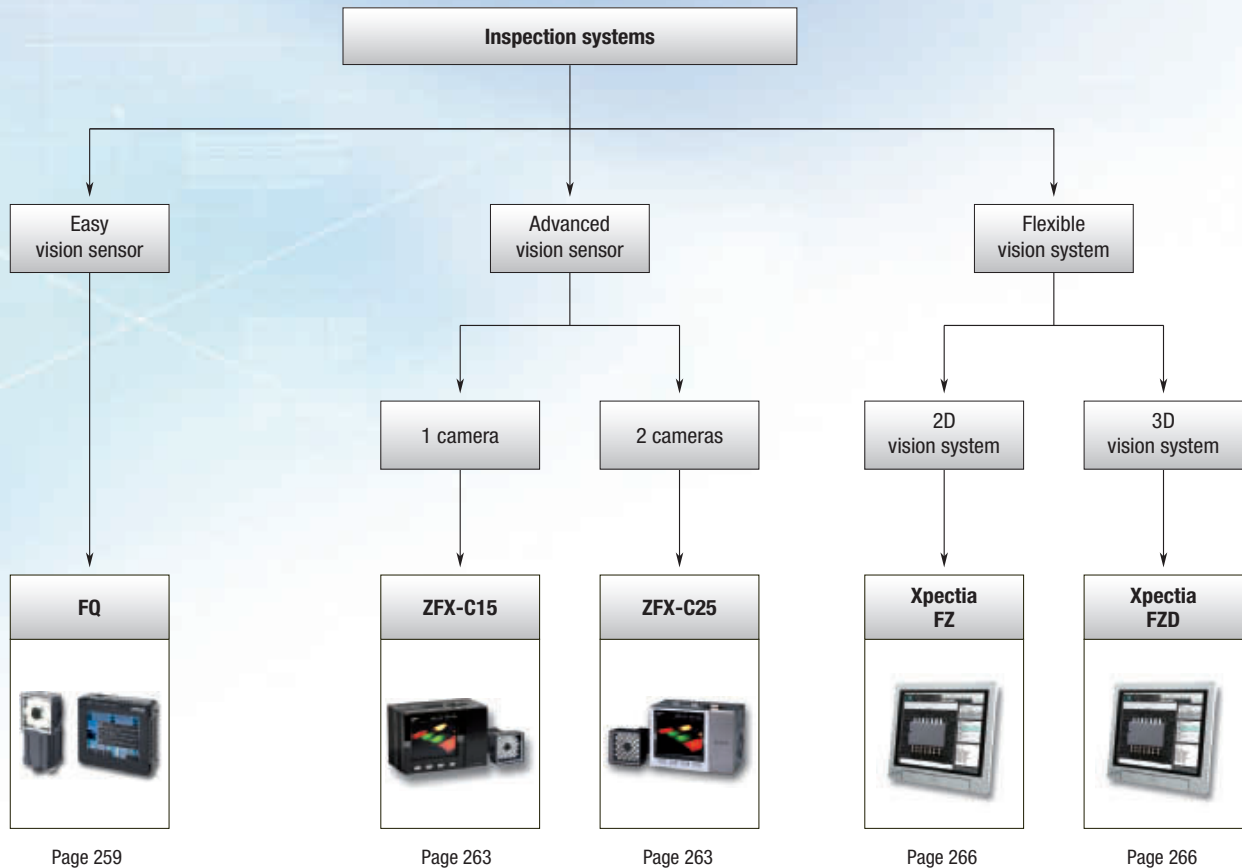 Inspection systems
Easy
vision sensor
Advanced
vision sensor
Flexible
vision system
1 camera
2 cameras
2D
vision system
3D
vision system
FQ
ZFX-C15
ZFX-C25
Xpectia
FZ
Xpectia
FZD
Page 259
Page 263
Page 263
Page 266
Page 266